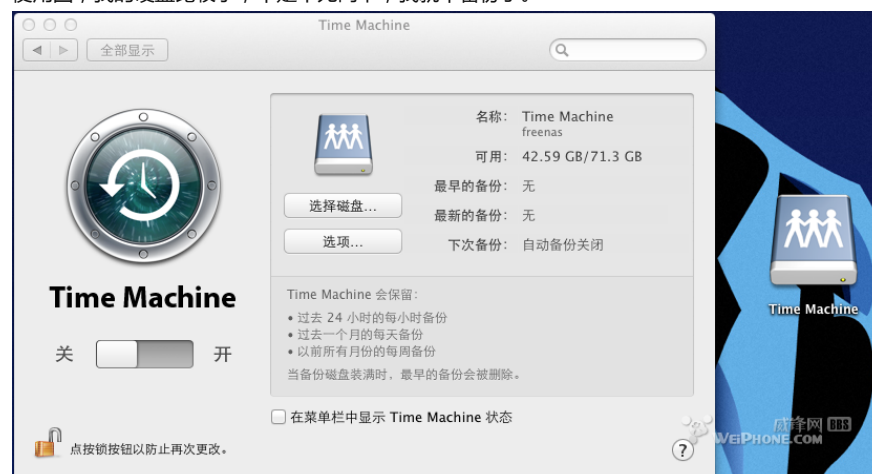 Time Machine
全部显示
名称： Time Machine
freenas
可用： 42.59 GB/71.3 GB
最早的备份： 无
选择磁盘...
最新的备份： 无
选项...
下次备份： 自动备份关闭
Time Machine
Time Machine 会保留：
• 过去 24 小时的每小时备份
• 过去一个月的每天备份
• 以前所有月份的每周备份
当备份磁盘装满时，最早的备份会被删除。
关 开
在菜单栏中显示 Time Machine 状态
点按锁按钮以防止再次更改。
?
Time Machine
威锋网 BBS
WEIPHONE.COM